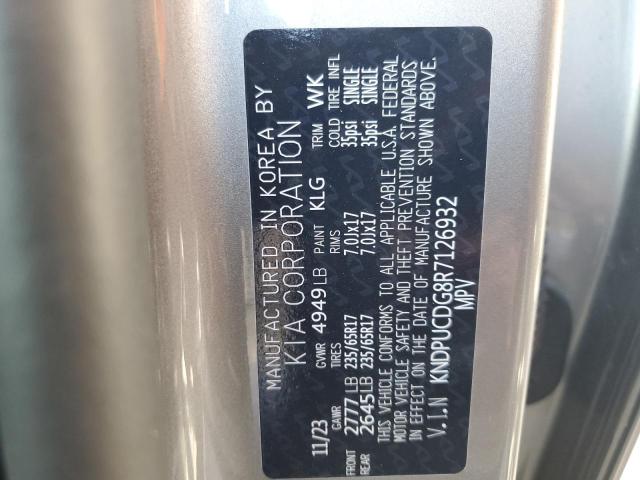 MANUFACTURED IN KOREA BY
KIA CORPORATION
11/23 GVWR 4949LB PAINT KLG TRIM WK
GAWR TIRES RIMS COLD TIRE INFL
FRONT 2777LB 235/65R17 7.0Jx17 35psi SINGLE
REAR 2645LB 235/65R17 7.0Jx17 35psi SINGLE
THIS VEHICLE CONFORMS TO ALL APPLICABLE U.S.A. FEDERAL
MOTOR VEHICLE SAFETY AND THEFT PREVENTION STANDARDS
IN EFFECT ON THE DATE OF MANUFACTURE SHOWN ABOVE.
V.I.N KNDPUCDG8R7126932
MPV